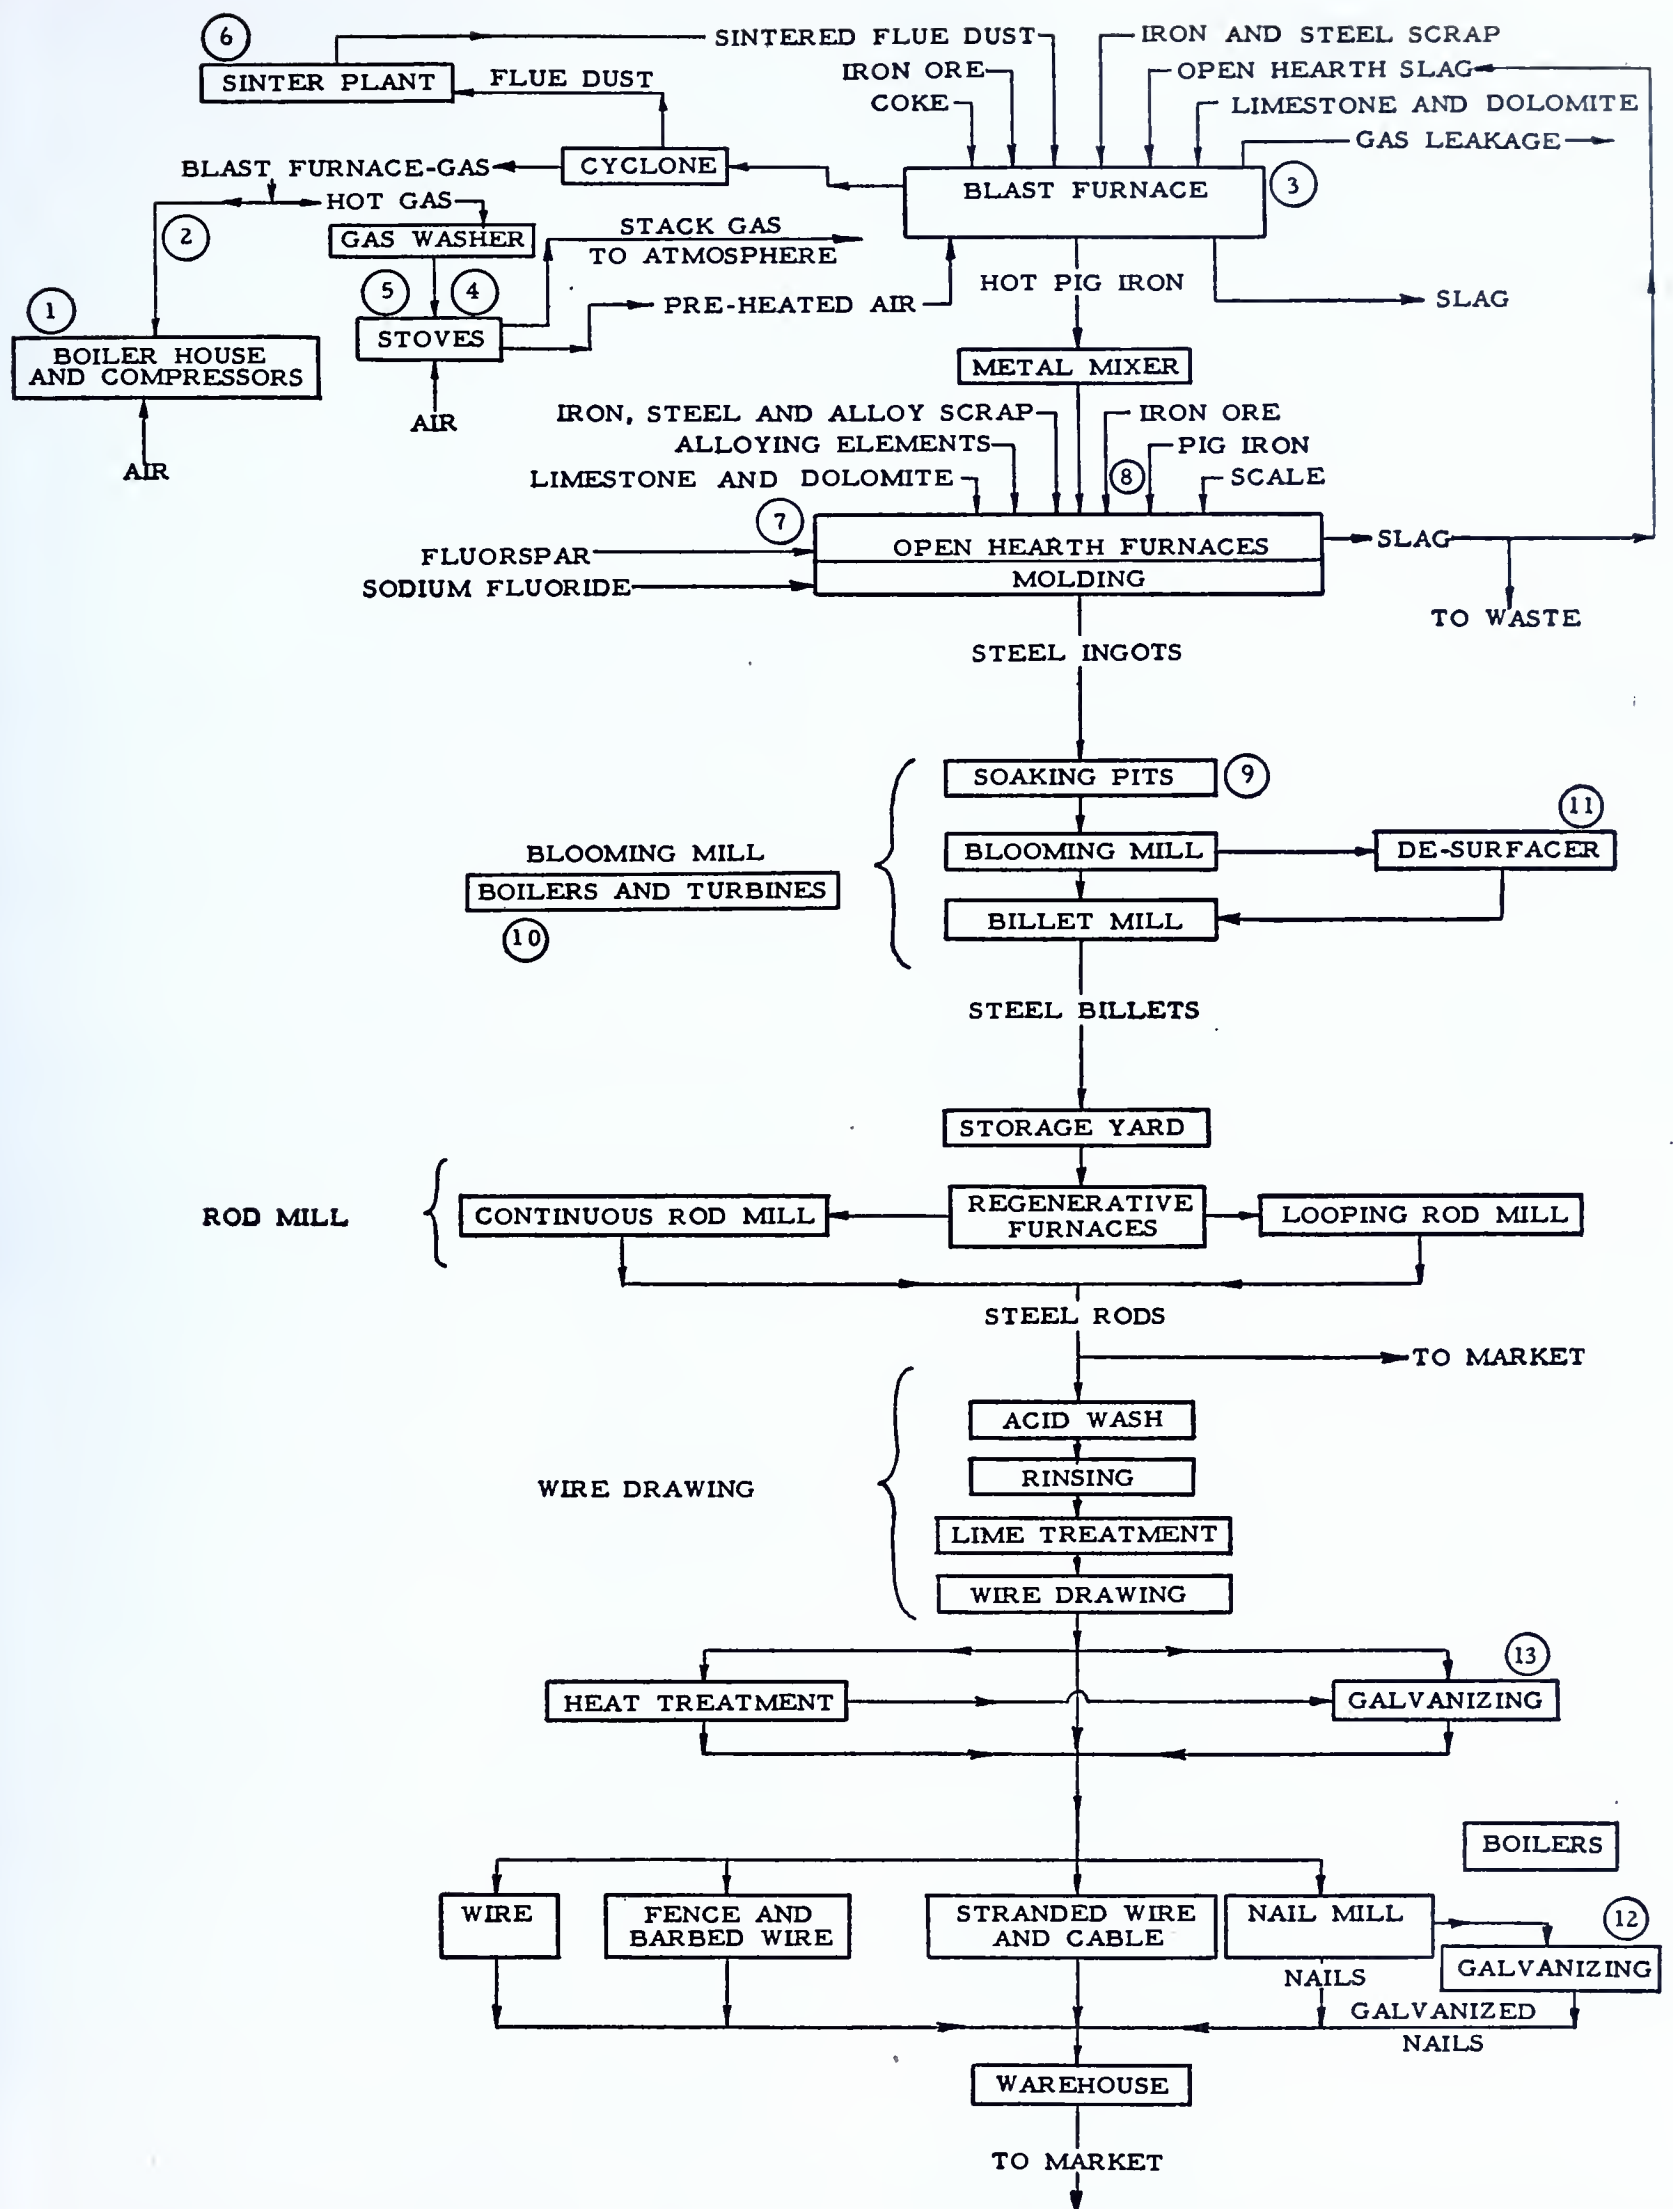 6
SINTERED FLUE DUST
IRON AND STEEL SCRAP
SINTER PLANT
FLUE DUST
IRON ORE
OPEN HEARTH SLAG
COKE
LIMESTONE AND DOLOMITE
GAS LEAKAGE
BLAST FURNACE-GAS
CYCLONE
BLAST FURNACE
3
HOT GAS
2
GAS WASHER
STACK GAS
TO ATMOSPHERE
HOT PIG IRON
5
4
1
PRE-HEATED AIR
SLAG
STOVES
BOILER HOUSE
AND COMPRESSORS
METAL MIXER
AIR
AIR
IRON, STEEL AND ALLOY SCRAP
IRON ORE
ALLOYING ELEMENTS
PIG IRON
LIMESTONE AND DOLOMITE
8
SCALE
7
OPEN HEARTH FURNACES
SLAG
FLUORSPAR
MOLDING
SODIUM FLUORIDE
TO WASTE
STEEL INGOTS
SOAKING PITS
9
11
BLOOMING MILL
BLOOMING MILL
DE-SURFACER
BOILERS AND TURBINES
BILLET MILL
10
STEEL BILLETS
STORAGE YARD
ROD MILL
CONTINUOUS ROD MILL
REGENERATIVE
FURNACES
LOOPING ROD MILL
STEEL RODS
TO MARKET
ACID WASH
RINSING
WIRE DRAWING
LIME TREATMENT
WIRE DRAWING
13
HEAT TREATMENT
GALVANIZING
BOILERS
WIRE
FENCE AND
BARBED WIRE
STRANDED WIRE
AND CABLE
NAIL MILL
12
GALVANIZING
NAILS
GALVANIZED
NAILS
WAREHOUSE
TO MARKET